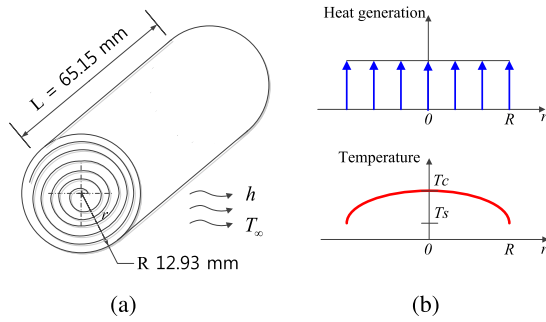 L = 65.15 mm
r
h
T∞
R 12.93 mm
(a)
Heat generation
0
R
r
Temperature
Tc
Ts
0
R
r
(b)